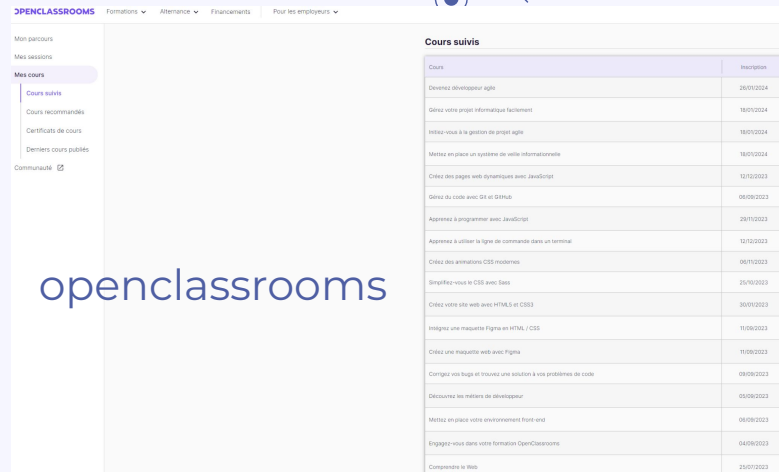 OPENCLASSROOMS Formations Alternance Financements Pour les employeurs
Mon parcours
Mes sessions
Mes cours
Cours suivis
Cours recommandés
Certificats de cours
Derniers cours publiés
Communauté
openclassrooms
Cours suivis
Cours Inscription
Devenez développeur agile 26/01/2024
Gérez votre projet informatique facilement 18/01/2024
Initiez-vous à la gestion de projet agile 18/01/2024
Mettez en place un système de veille informationnelle 18/01/2024
Créez des pages web dynamiques avec JavaScript 12/12/2023
Gérez du code avec Git et GitHub 06/09/2023
Apprenez à programmer avec JavaScript 29/11/2023
Apprenez à utiliser la ligne de commande dans un terminal 12/12/2023
Créez des animations CSS modernes 06/11/2023
Simplifiez-vous le CSS avec Sass 25/10/2023
Créez votre site web avec HTML5 et CSS3 30/01/2023
Intégrez une maquette Figma en HTML / CSS 11/09/2023
Créez une maquette web avec Figma 11/09/2023
Corrigez vos bugs et trouvez une solution à vos problèmes de code 09/09/2023
Découvrez les métiers de développeur 05/09/2023
Mettez en place votre environnement front-end 06/09/2023
Engagez-vous dans votre formation OpenClassrooms 04/09/2023
Comprendre le Web 25/07/2023